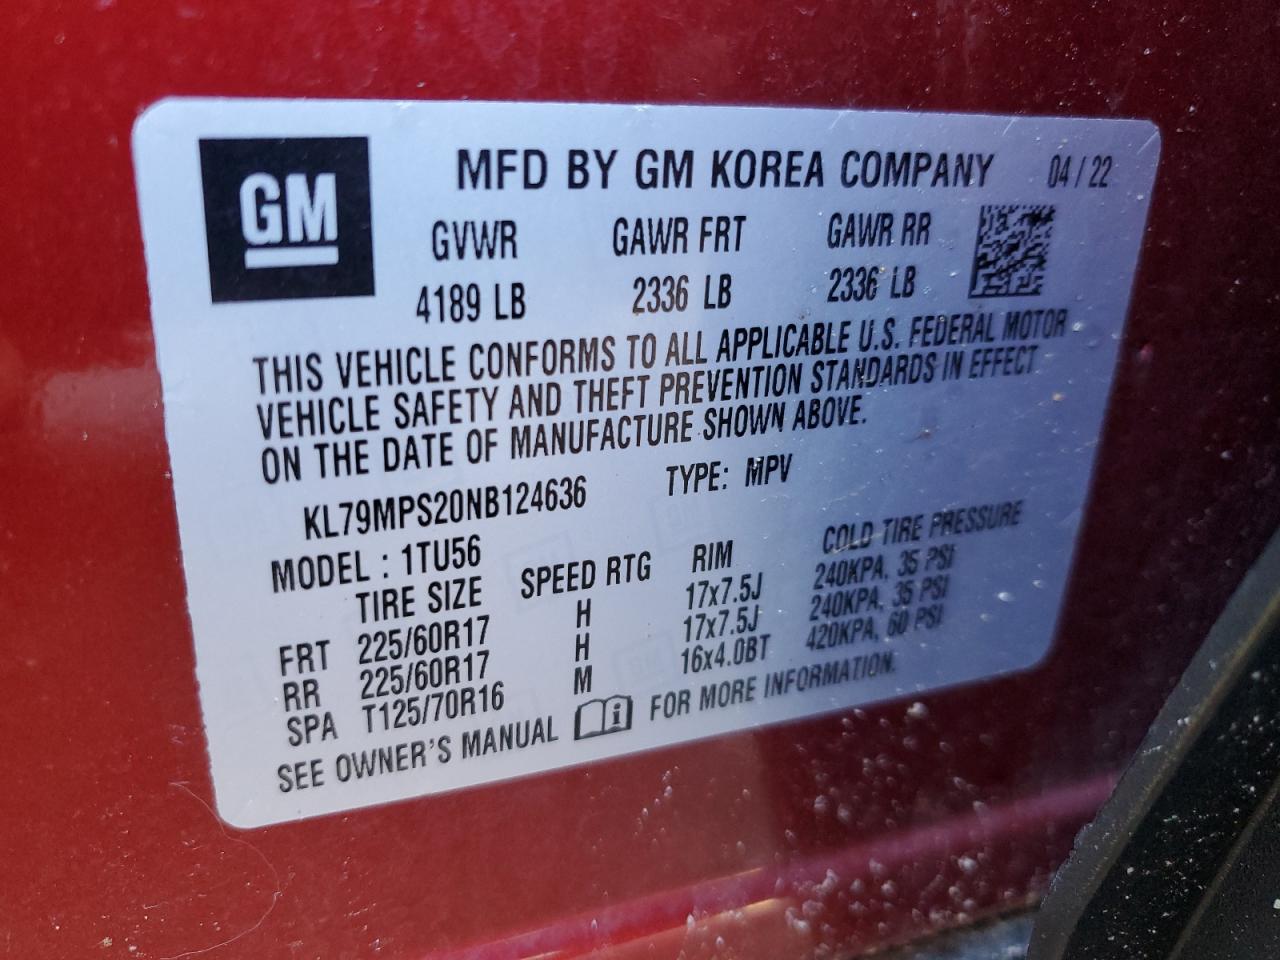 GM
MFD BY GM KOREA COMPANY 04/22
GVWR GAWR FRT GAWR RR
4189 LB 2336 LB 2336 LB
THIS VEHICLE CONFORMS TO ALL APPLICABLE U.S. FEDERAL MOTOR
VEHICLE SAFETY AND THEFT PREVENTION STANDARDS IN EFFECT
ON THE DATE OF MANUFACTURE SHOWN ABOVE.
KL79MPS20NB124636 TYPE: MPV
MODEL: 1TU56
TIRE SIZE SPEED RTG RIM COLD TIRE PRESSURE
FRT 225/60R17 H 17x7.5J 240KPA, 35 PSI
RR 225/60R17 H 17x7.5J 240KPA, 35 PSI
SPA T125/70R16 M 16x4.0BT 420KPA, 60 PSI
SEE OWNER'S MANUAL i FOR MORE INFORMATION.